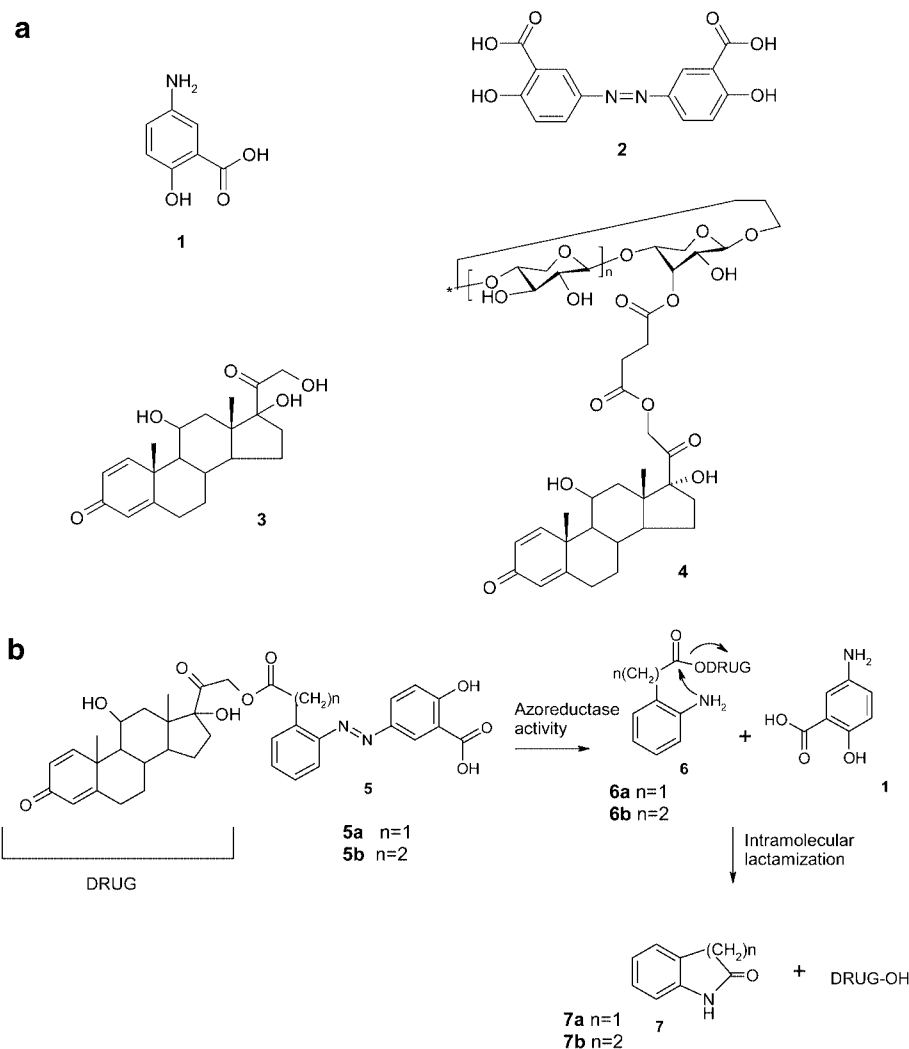 a
NH2
OH
O
OH
1
O
HO
OH
O
HO
N=N
OH
2
O
OH
OH
HO
O
3
*
O
HO
O
OH
n
O
O
O
OH
O
O
O
O
O
HO
O
OH
O
4
b
HO
O
O
O
OH
O
(CH2)n
N
N
OH
O
OH
5
5a n=1
5b n=2
DRUG
Azoreductase
activity
O
n(CH2)
ODRUG
NH2
6
6a n=1
6b n=2
+
NH2
HO
O
OH
1
Intramolecular
lactamization
(CH2)n
O
N
H
7
7a n=1
7b n=2
+
DRUG-OH